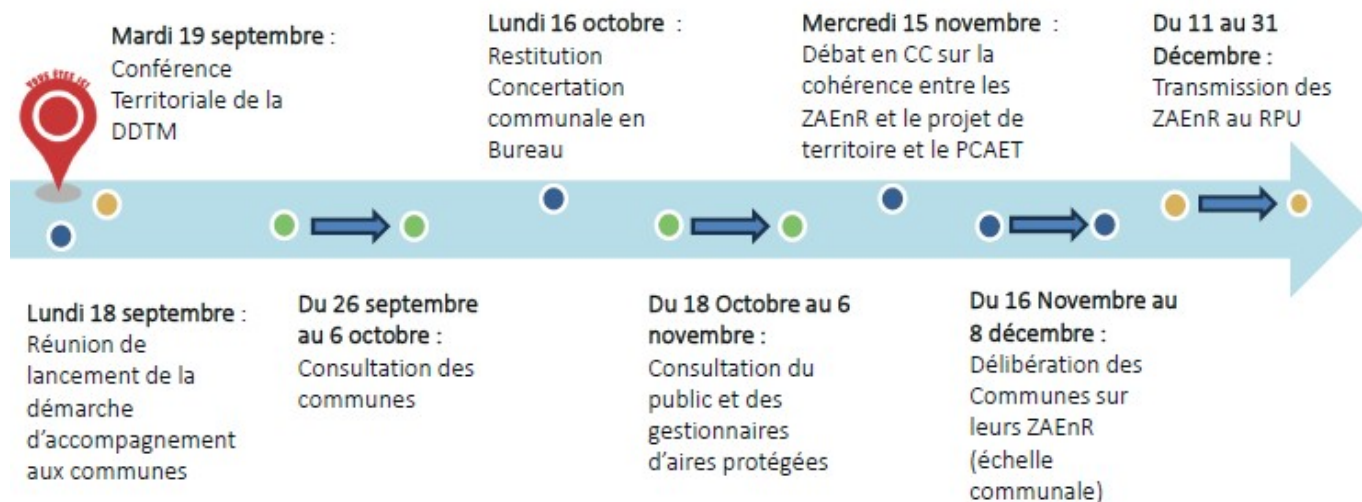 VOUS ÊTES ICI
Mardi 19 septembre :
Conférence
Territoriale de la
DDTM
Lundi 16 octobre :
Restitution
Concertation
communale en
Bureau
Mercredi 15 novembre :
Débat en CC sur la
cohérence entre les
ZAEnR et le projet de
territoire et le PCAET
Du 11 au 31
Décembre :
Transmission des
ZAEnR au RPU
Lundi 18 septembre :
Réunion de
lancement de la
démarche
d’accompagnement
aux communes
Du 26 septembre
au 6 octobre :
Consultation des
communes
Du 18 Octobre au 6
novembre :
Consultation du
public et des
gestionnaires
d’aires protégées
Du 16 Novembre au
8 décembre :
Délibération des
Communes sur
leurs ZAEnR
(échelle
communale)